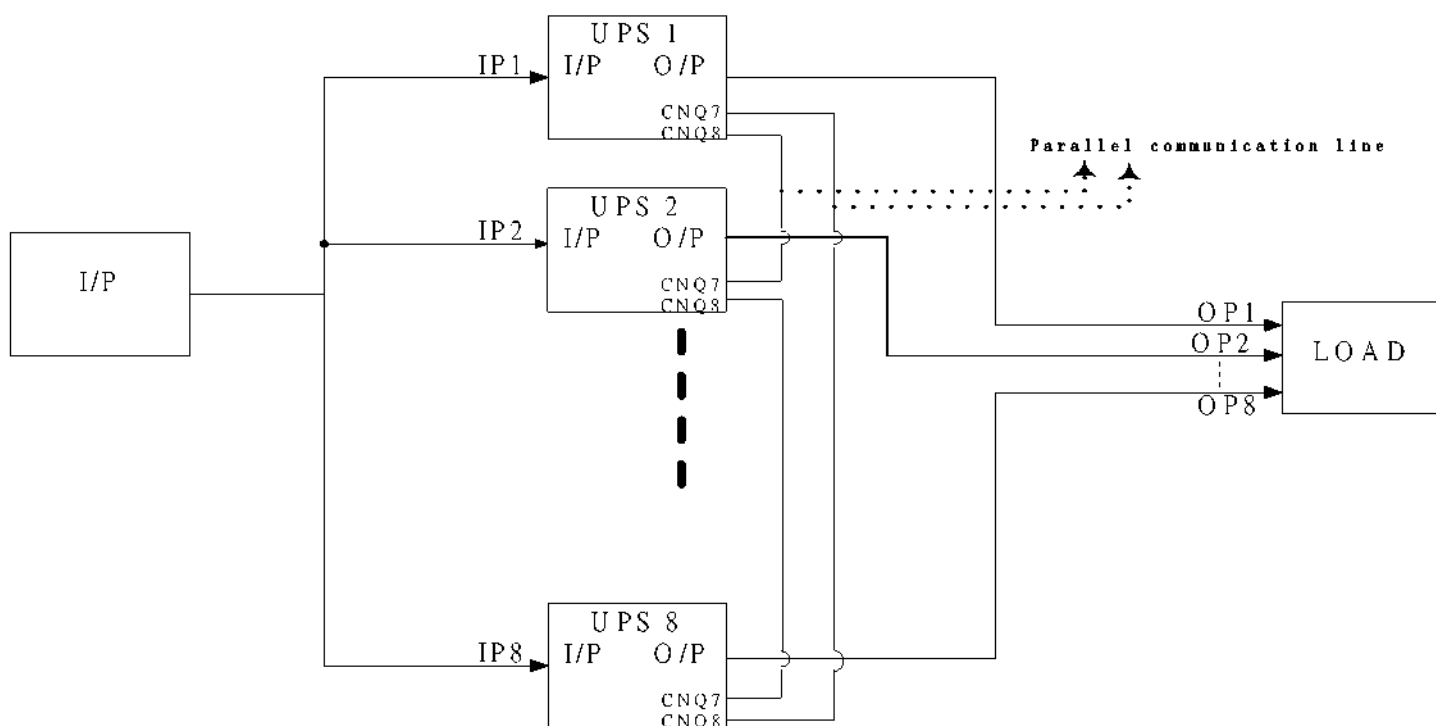 UPS 1
IP1
I/P O/P
CNQ7
CNQ8
Parallel communication line
UPS 2
IP2
I/P O/P
CNQ7
CNQ8
I/P
OP1
OP2
LOAD
OP8
UPS 8
IP8
I/P O/P
CNQ7
CNQ8